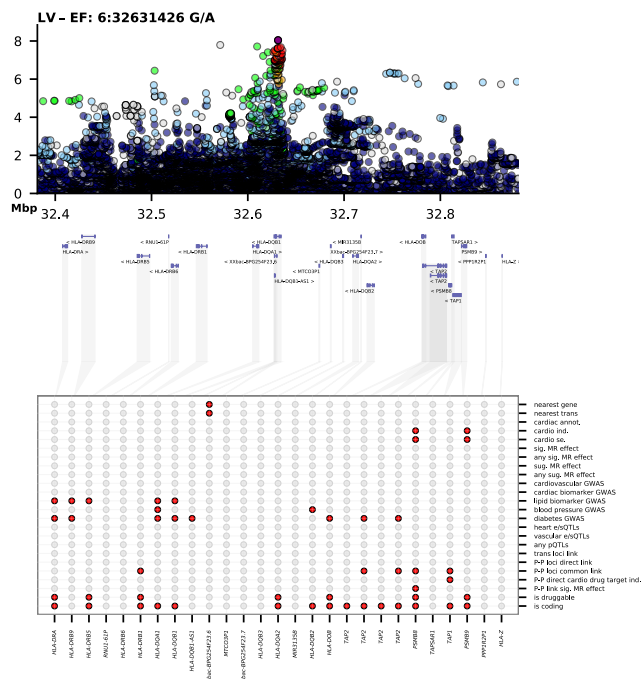 LV – EF: 6:32631426 G/A
8
6
4
2
0
Mbp
32.4 32.5 32.6 32.7 32.8
< HLA-DRB9 < RNU1-61P < HLA-DQB1 < MIR3135B < HLA-DOB TAPSAR1 >
HLA-DRA > < HLA-DRB1 HLA-DQA1 > XXbac-BPG254F23.7 > PSMB9 >
< HLA-DRB5 < XXbac-BPG254F23.6 < HLA-DQB3 HLA-DQA2 > < PPP1R2P1 HLA-Z
< HLA-DRB6 < MTCO3P1 < TAP2
HLA-DQB1-AS1 > < TAP2
< HLA-DQB2 < PSMB8
< TAP1
nearest gene
nearest trans
cardiac annot.
cardio ind.
cardio se.
sig. MR effect
any sig. MR effect
sug. MR effect
any sug. MR effect
cardiovascular GWAS
cardiac biomarker GWAS
lipid biomarker GWAS
blood pressure GWAS
diabetes GWAS
heart e/sQTLs
vascular e/sQTLs
any pQTLs
trans loci link
P-P loci direct link
P-P loci common link
P-P direct cardio drug target ind.
P-P link sig. MR effect
is druggable
is coding
HLA-DRA
HLA-DRB9
HLA-DRB5
RNU1-61P
HLA-DRB6
HLA-DRB1
HLA-DQA1
HLA-DQB1
HLA-DQB1-AS1
bac-BPG254F23.6
MTCO3P1
bac-BPG254F23.7
HLA-DQB3
HLA-DQA2
MIR3135B
HLA-DQB2
HLA-DOB
TAP2
TAP2
TAP2
TAP2
PSMB8
TAPSAR1
TAP1
PSMB9
PPP1R2P1
HLA-Z